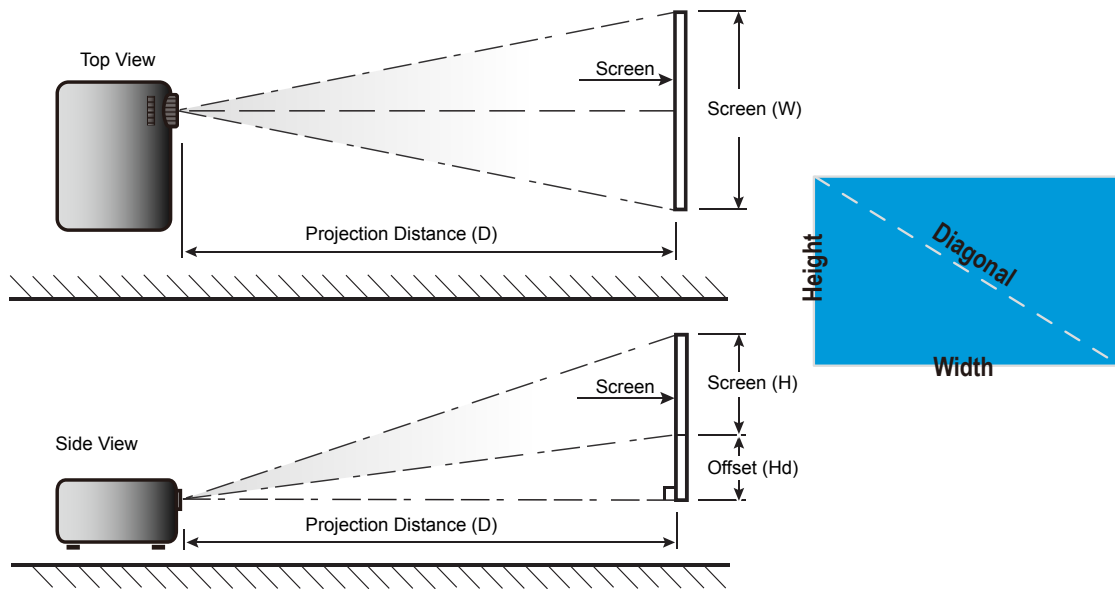 Top View
Screen
Screen (W)
Projection Distance (D)
Height
Diagonal
Width
Screen
Screen (H)
Side View
Offset (Hd)
Projection Distance (D)